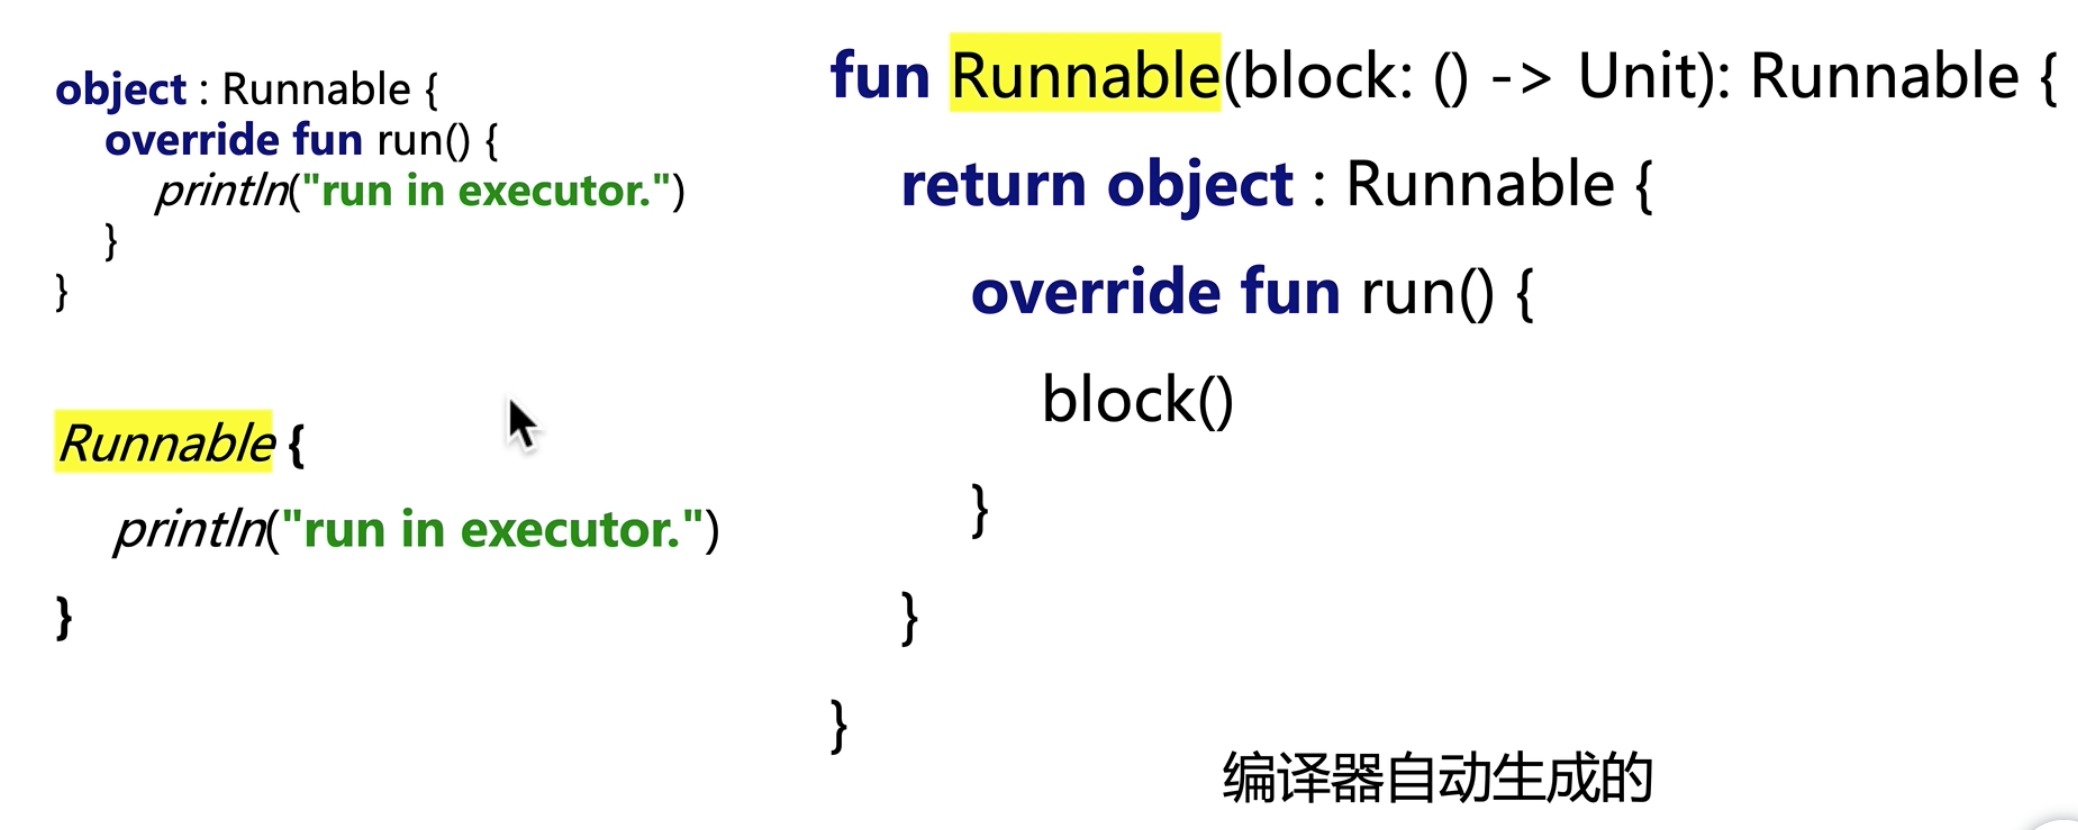 object : Runnable {
override fun run() {
println("run in executor.")
}
}
Runnable {
println("run in executor.")
}
fun Runnable(block: () -> Unit): Runnable {
return object : Runnable {
override fun run() {
block()
}
}
}
编译器自动生成的